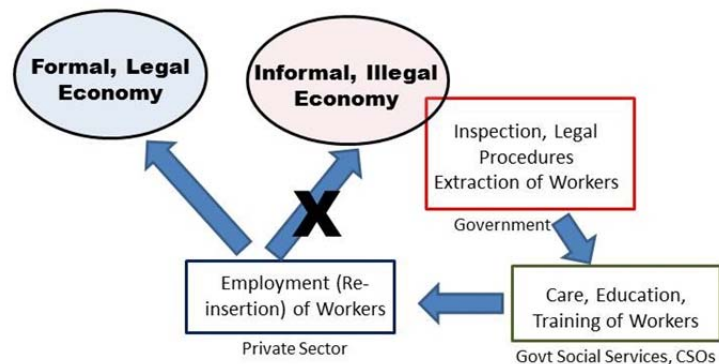 Formal, Legal
Economy
Informal, Illegal
Economy
Inspection, Legal
Procedures
Extraction of Workers
Government
X
Employment (Re-
insertion) of Workers
Private Sector
Care, Education,
Training of Workers
Govt Social Services, CSOs